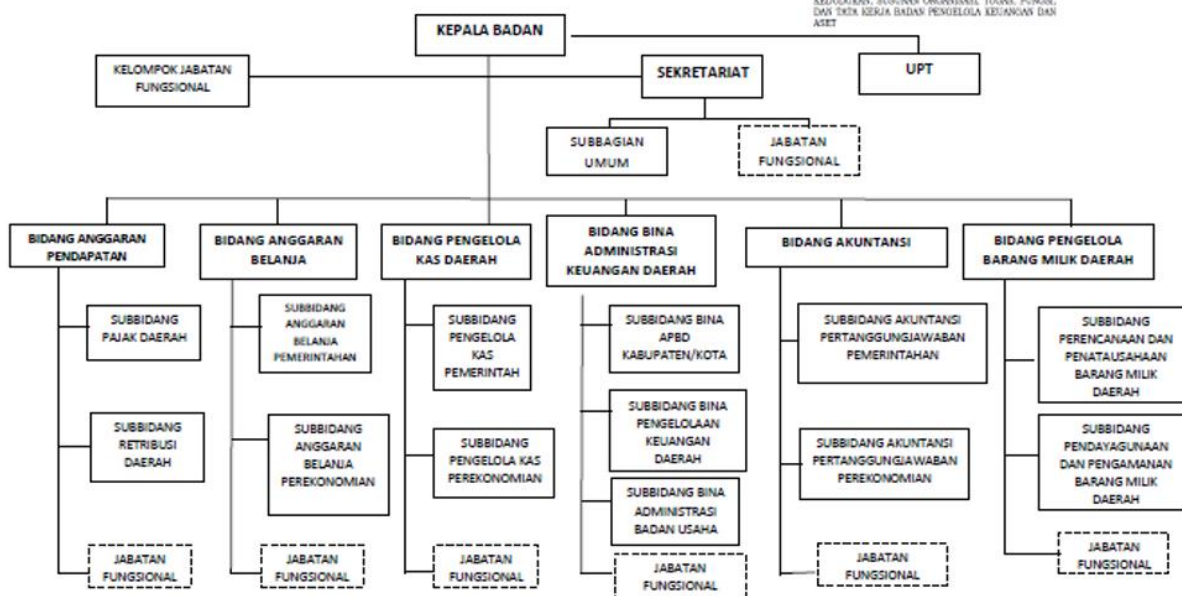 KEDUDUKAN, SUSUNAN ORGANISASI, TUGAS, FUNGSI,
DAN TATA KERJA BADAN PENGELOLA KEUANGAN DAN
ASET
KEPALA BADAN
KELOMPOK JABATAN
FUNGSIONAL
SEKRETARIAT
UPT
SUBBAGIAN
UMUM
JABATAN
FUNGSIONAL
BIDANG ANGGARAN
PENDAPATAN
SUBBIDANG
PAJAK DAERAH
SUBBIDANG
RETRIBUSI
DAERAH
JABATAN
FUNGSIONAL
BIDANG ANGGARAN
BELANJA
SUBBIDANG
ANGGARAN
BELANJA
PEMERINTAHAN
SUBBIDANG
ANGGARAN
BELANJA
PEREKONOMIAN
JABATAN
FUNGSIONAL
BIDANG PENGELOLA
KAS DAERAH
SUBBIDANG
PENGELOLA
KAS
PEMERINTAH
SUBBIDANG
PENGELOLA KAS
PEREKONOMIAN
JABATAN
FUNGSIONAL
BIDANG BINA
ADMINISTRASI
KEUANGAN DAERAH
SUBBIDANG BINA
APBD
KABUPATEN/KOTA
SUBBIDANG BINA
PENGELOLAAN
KEUANGAN
DAERAH
SUBBIDANG BINA
ADMINISTRASI
BADAN USAHA
JABATAN
FUNGSIONAL
BIDANG AKUNTANSI
SUBBIDANG AKUNTANSI
PERTANGGUNGJAWABAN
PEMERINTAHAN
SUBBIDANG AKUNTANSI
PERTANGGUNGJAWABAN
PEREKONOMIAN
JABATAN
FUNGSIONAL
BIDANG PENGELOLA
BARANG MILIK DAERAH
SUBBIDANG
PERENCANAAN DAN
PENATAUSAHAAN
BARANG MILIK
DAERAH
SUBBIDANG
PENDAYAGUNAAN
DAN PENGAMANAN
BARANG MILIK
DAERAH
JABATAN
FUNGSIONAL